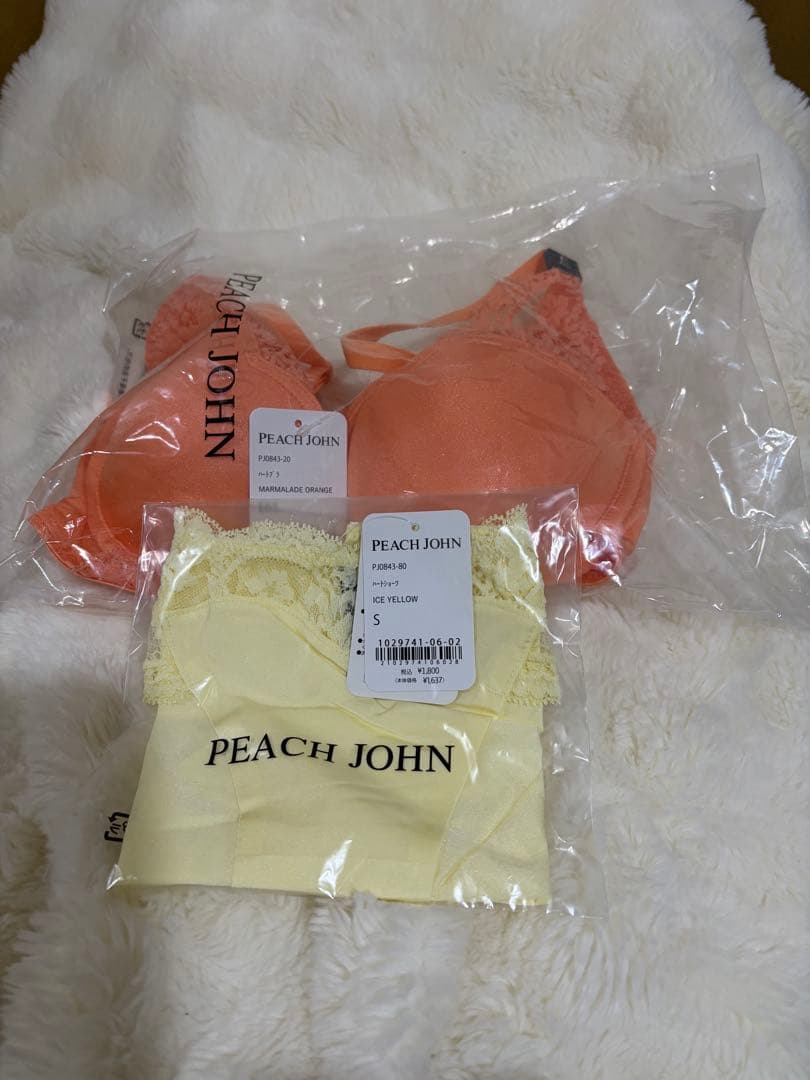 PEACH JOHN
PEACH JOHN
PJ0843-20
ハートブラ
MARMALADE ORANGE
PEACH JOHN
PJ0843-80
ハートショーツ
ICE YELLOW
S
1029741-06-02
2102974106028
税込 ¥1,800
(本体価格 ¥1,637)
PEACH JOHN